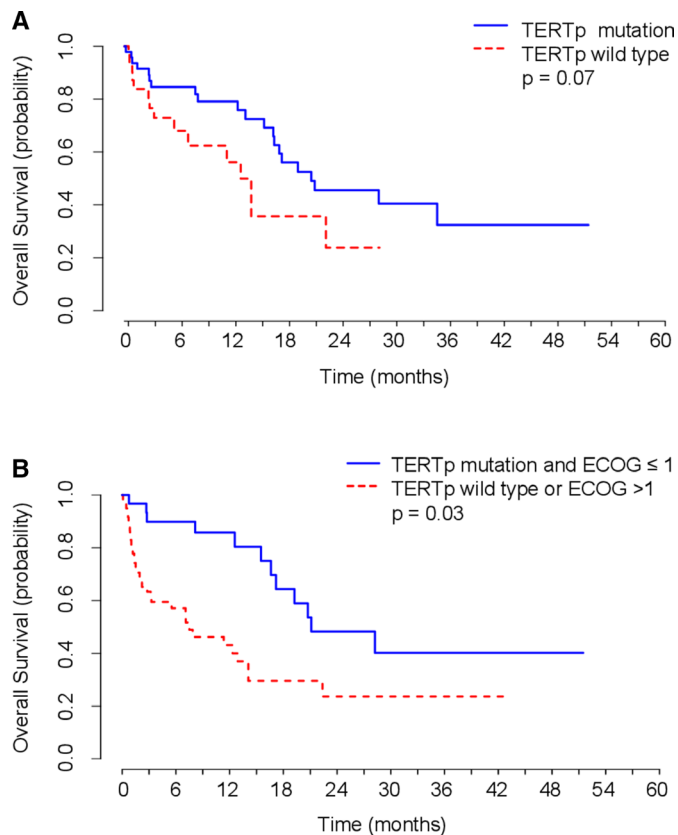 A
TERTp mutation
TERTp wild type
p = 0.07
Overall Survival (probability)
1.0
0.8
0.6
0.4
0.2
0.0
0 6 12 18 24 30 36 42 48 54 60
Time (months)
B
TERTp mutation and ECOG ≤ 1
TERTp wild type or ECOG >1
p = 0.03
Overall Survival (probability)
1.0
0.8
0.6
0.4
0.2
0.0
0 6 12 18 24 30 36 42 48 54 60
Time (months)